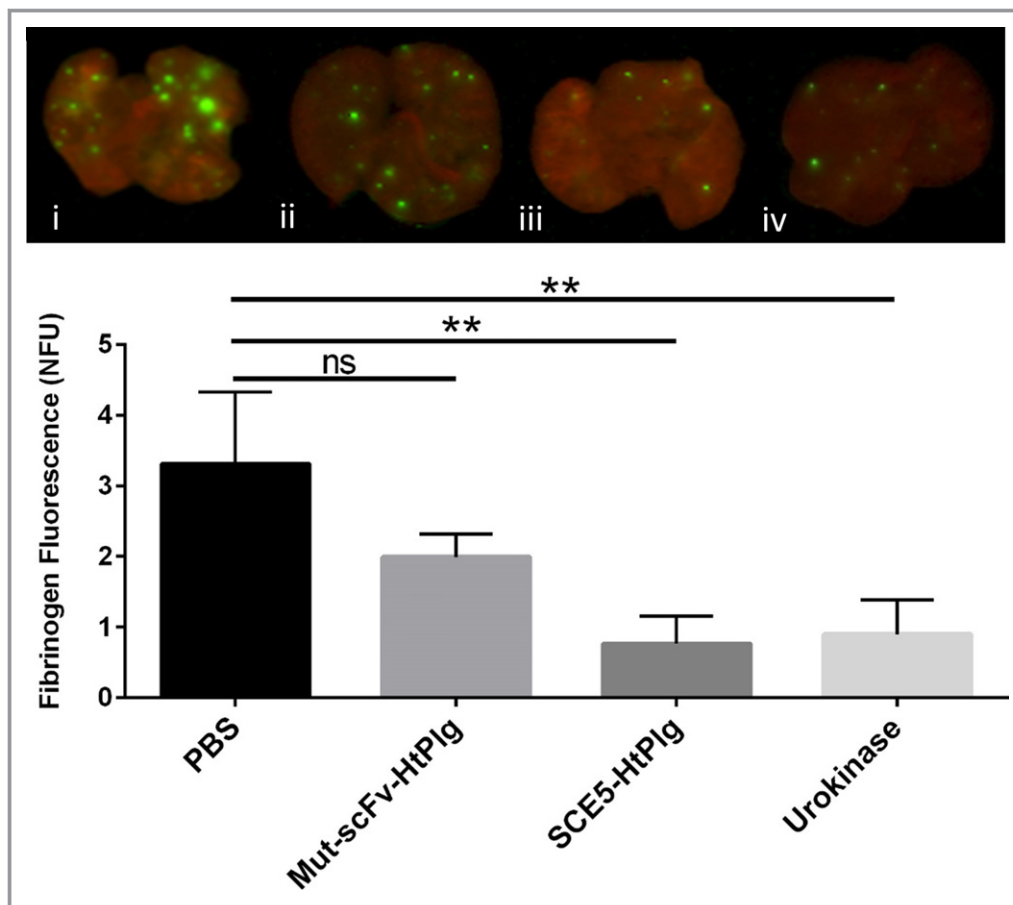 i ii iii iv
**
**
ns
Fibrinogen Fluorescence (NFU)
5
4
3
2
1
0
PBS
Mut-scFv-HtPlg
SCE5-HtPlg
Urokinase